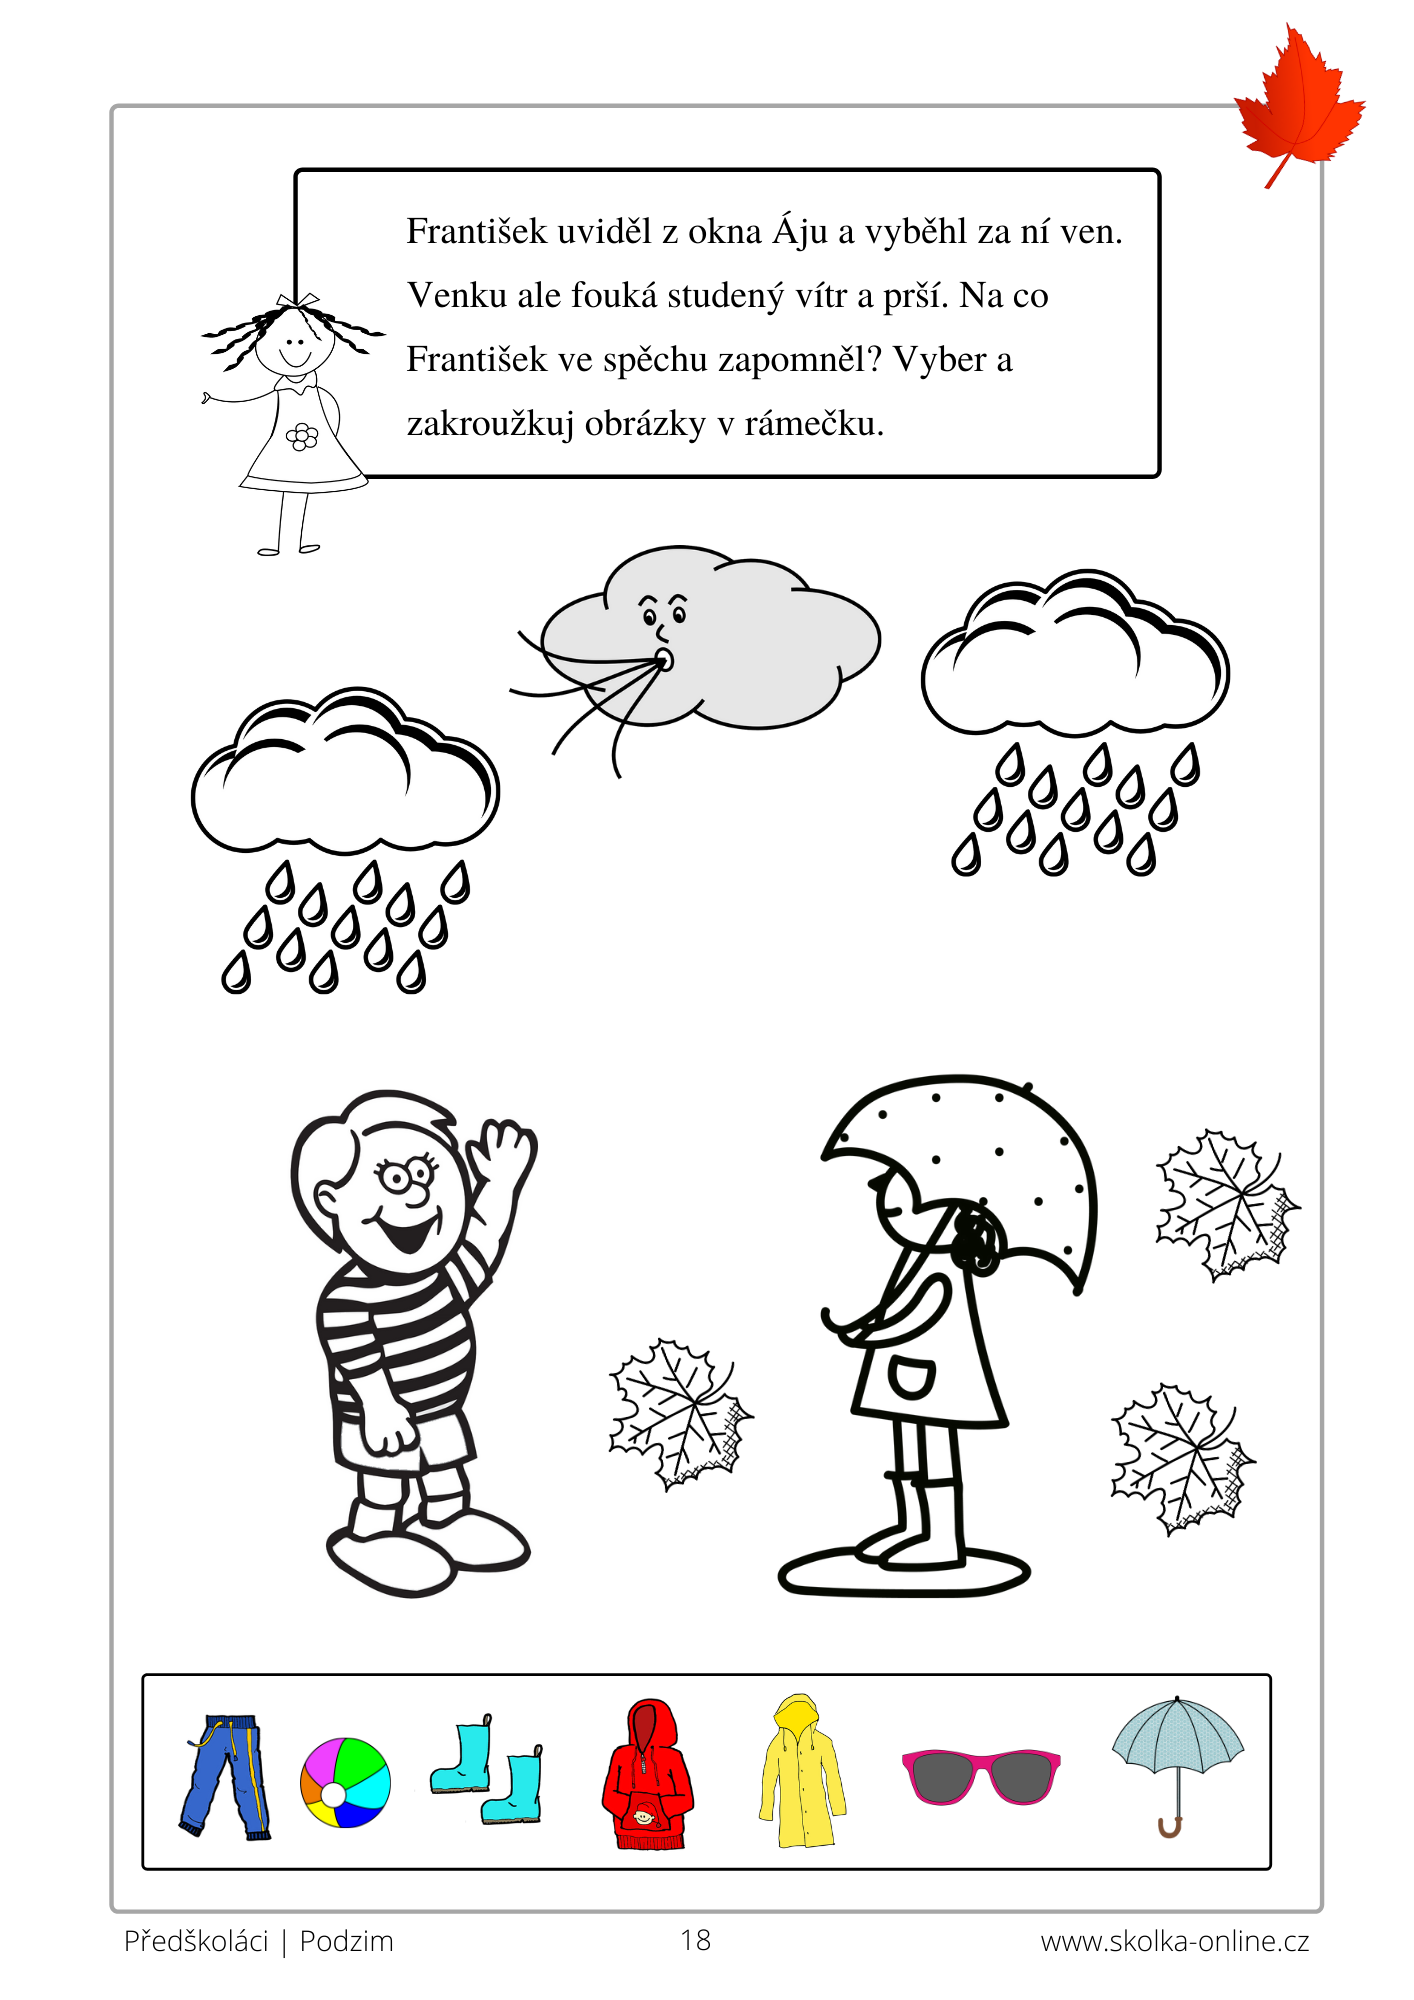 František uviděl z okna Áju a vyběhl za ní ven.
Venku ale fouká studený vítr a prší. Na co
František ve spěchu zapomněl? Vyber a
zakroužkuj obrázky v rámečku.
Předškoláci | Podzim
18
www.skolka-online.cz